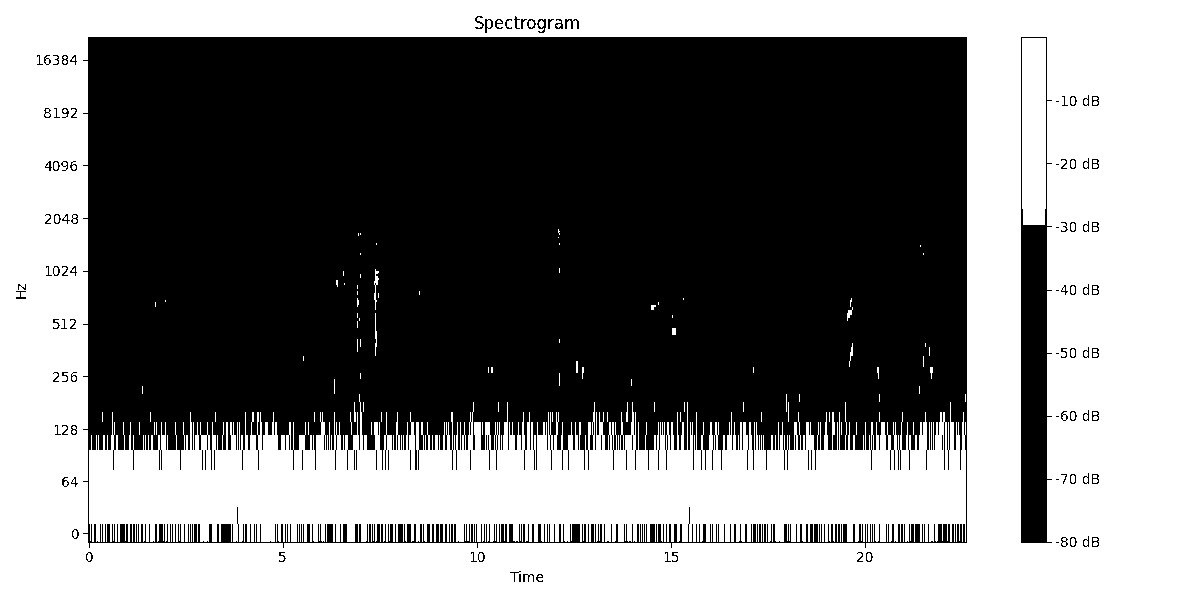 Spectrogram
16384
8192
4096
2048
1024
512
256
128
64
0
Hz
0 5 10 15 20
Time
-10 dB
-20 dB
-30 dB
-40 dB
-50 dB
-60 dB
-70 dB
-80 dB